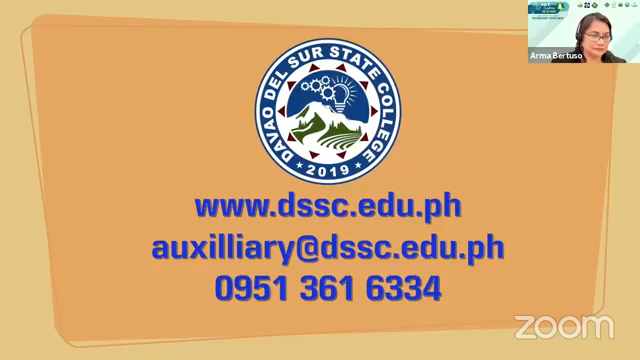 DAVAO DEL SUR STATE COLLEGE
2019
www.dssc.edu.ph
auxilliary@dssc.edu.ph
0951 361 6334
Arma Bertuso
zoom